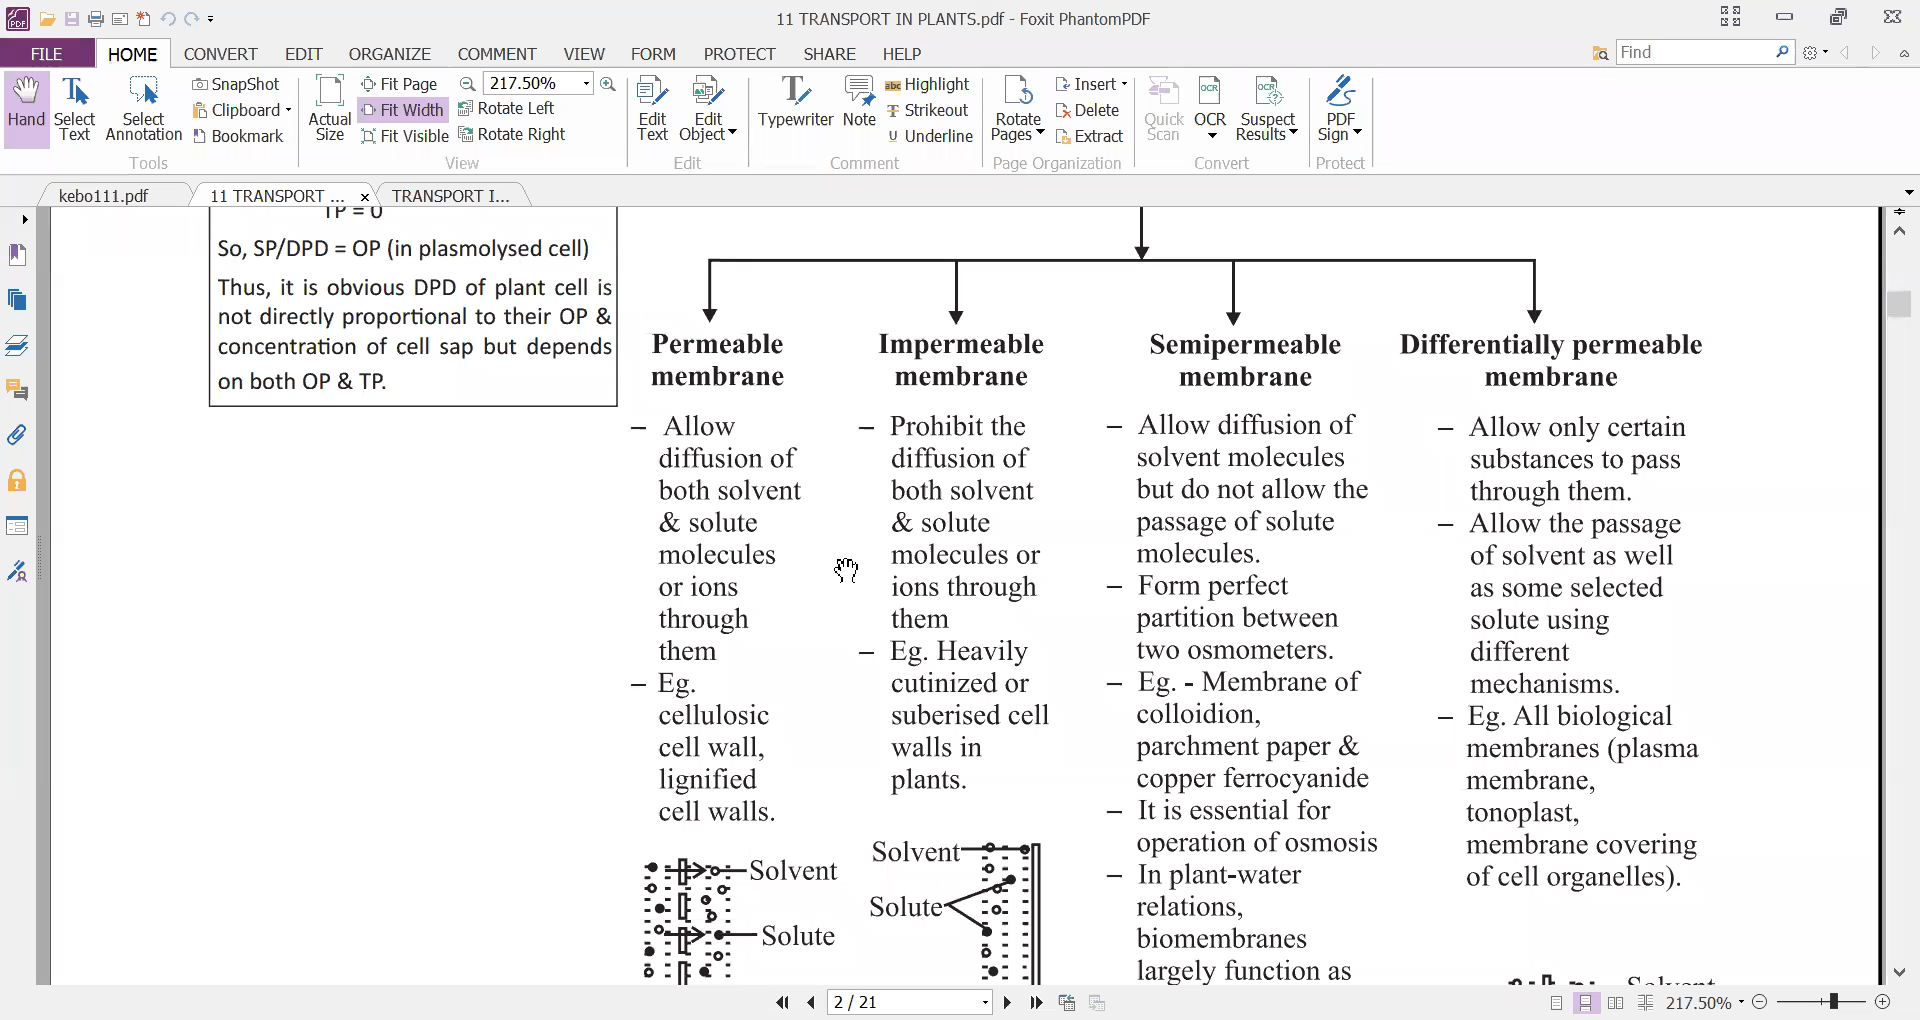 11 TRANSPORT IN PLANTS.pdf - Foxit PhantomPDF
FILE HOME CONVERT EDIT ORGANIZE COMMENT VIEW FORM PROTECT SHARE HELP Find
Hand
Select Text
Select Annotation
SnapShot
Clipboard
Bookmark
Tools
Actual Size
Fit Page
Fit Width
Fit Visible
217.50%
Rotate Left
Rotate Right
View
Edit Text
Edit Object
Edit
Typewriter
Note
Highlight
Strikeout
Underline
Comment
Rotate Pages
Insert
Delete
Extract
Page Organization
Quick Scan
OCR
Suspect Results
Convert
PDF Sign
Protect
kebo111.pdf 11 TRANSPORT ... x TRANSPORT I...
TP = 0
So, SP/DPD = OP (in plasmolysed cell)
Thus, it is obvious DPD of plant cell is
not directly proportional to their OP &
concentration of cell sap but depends
on both OP & TP.
Permeable
membrane
– Allow
diffusion of
both solvent
& solute
molecules
or ions
through
them
– Eg.
cellulosic
cell wall,
lignified
cell walls.
Solvent
Solute
Impermeable
membrane
– Prohibit the
diffusion of
both solvent
& solute
molecules or
ions through
them
– Eg. Heavily
cutinized or
suberised cell
walls in
plants.
Solvent
Solute
Semipermeable
membrane
– Allow diffusion of
solvent molecules
but do not allow the
passage of solute
molecules.
– Form perfect
partition between
two osmometers.
– Eg. - Membrane of
colloidion,
parchment paper &
copper ferrocyanide
– It is essential for
operation of osmosis
– In plant-water
relations,
biomembranes
largely function as
Differentially permeable
membrane
– Allow only certain
substances to pass
through them.
– Allow the passage
of solvent as well
as some selected
solute using
different
mechanisms.
– Eg. All biological
membranes (plasma
membrane,
tonoplast,
membrane covering
of cell organelles).
Solvent
2 / 21
217.50%